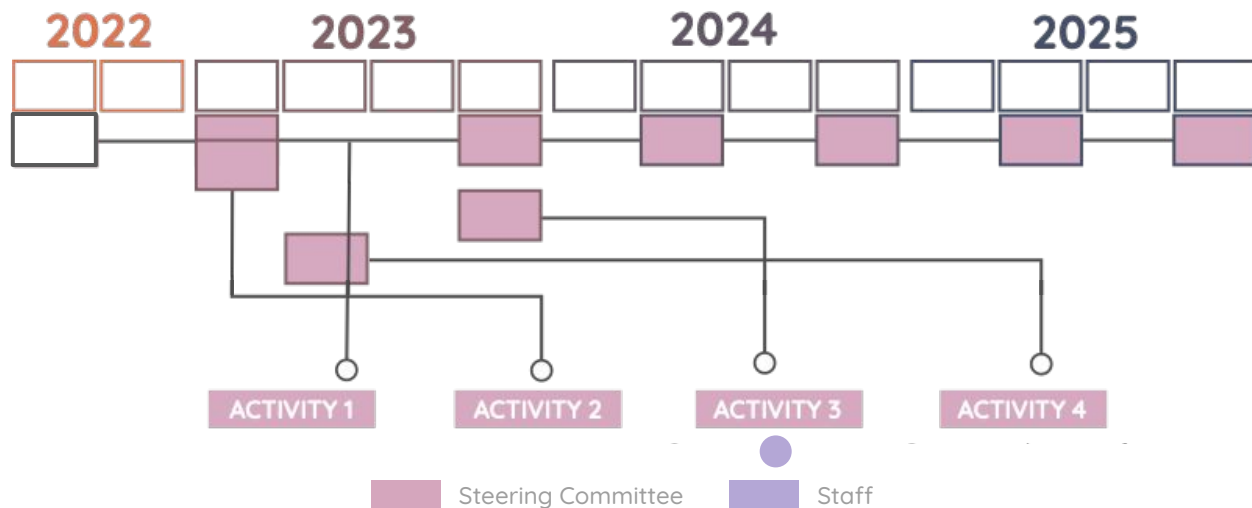 2022 2023 2024 2025
ACTIVITY 1 ACTIVITY 2 ACTIVITY 3 ACTIVITY 4
Steering Committee Staff